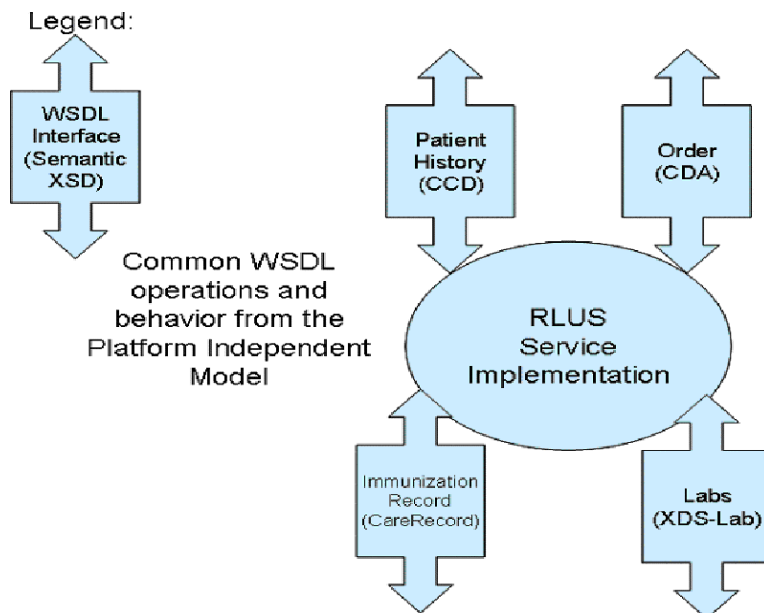 Legend:
WSDL
Interface
(Semantic
XSD)
Patient
History
(CCD)
Order
(CDA)
Common WSDL
operations and
behavior from the
Platform Independent
Model
RLUS
Service
Implementation
Immunization
Record
(CareRecord)
Labs
(XDS-Lab)